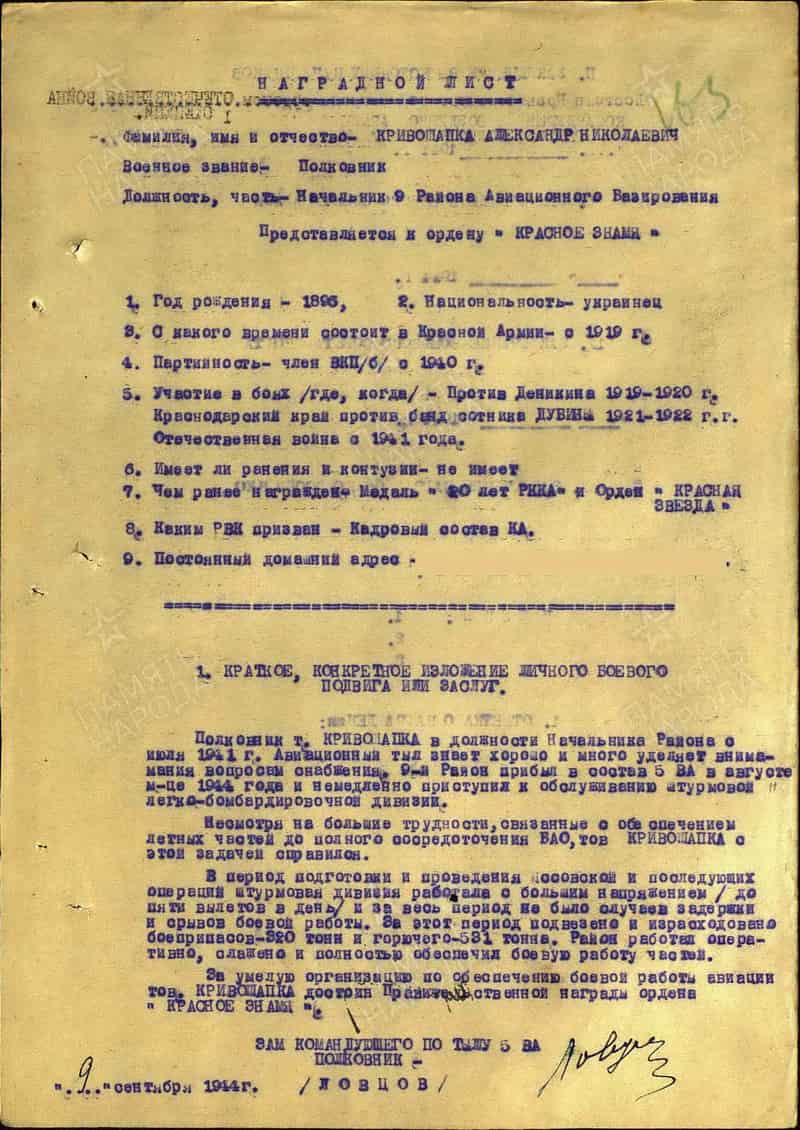 НАГРАДНОЙ ЛИСТ
163
ОТЕЧЕСТВЕННАЯ ВОЙНА
I СТЕПЕНИ
Фамилия, имя и отчество- КРИВОШАПКА АЛЕКСАНДР НИКОЛАЕВИЧ
Военное звание- Полковник
Должность, часть- Начальник 9 Района Авиационного Базирования
Представляется к ордену " КРАСНОЕ ЗНАМЯ "
1. Год рождения - 1896, 2. Национальность- украинец
3. С какого времени состоит в Красной Армии- с 1919 г.
4. Партийность- член ВКП/б/ с 1940 г.
5. Участие в боях /где, когда/ - Против Деникина 1919-1920 г.
Краснодарский край против банд сотника ДУБИНЫ 1921-1922 г.г.
Отечественная война с 1941 года.
6. Имеет ли ранения и контузии- не имеет
7. Чем ранее награжден- Медаль " 20 лет РККА" и Орден " КРАСНАЯ
ЗВЕЗДА "
8. Каким РВК призван - Кадровый состав КА.
9. Постоянный домашний адрес -
1. КРАТКОЕ, КОНКРЕТНОЕ ИЗЛОЖЕНИЕ ЛИЧНОГО БОЕВОГО
ПОДВИГА ИЛИ ЗАСЛУГ.
Полковник т. КРИВОШАПКА в должности Начальника Района с
июля 1941 г. Авиационный тыл знает хорошо и много уделяет внима-
мания вопросам снабжения. 9-й Район прибыл в состав 5 ВА в августе
м-це 1944 года и немедленно приступил к обслуживанию штурмовой и
легко-бомбардировочной дивизий.
Несмотря на большие трудности, связанные с обеспечением
летных частей до полного сосредоточения БАО, тов КРИВОШАПКА с
этой задачей справился.
В период подготовки и проведения Яссовской и последующих
операций штурмовая дивизия работала с большим напряжением / до
пяти вылетов в день/ и за весь период не было случаев задержки
и срывов боевой работы. За этот период подвезено и израсходовано
боеприпасов-320 тонн и горючего-531 тонна. Район работал опера-
тивно, слажено и полностью обеспечил боевую работу частей.
За умелую организацию по обеспечению боевой работы авиации
тов. КРИВОШАПКА достоин Правительственной награды ордена
" КРАСНОЕ ЗНАМЯ ".
ЗАМ КОМАНДУЮЩЕГО ПО ТЫЛУ 5 ВА
ПОЛКОВНИК -
/ЛОВЦОВ/
"9" сентября 1944г.
ПАМЯТЬ
НАРОДА